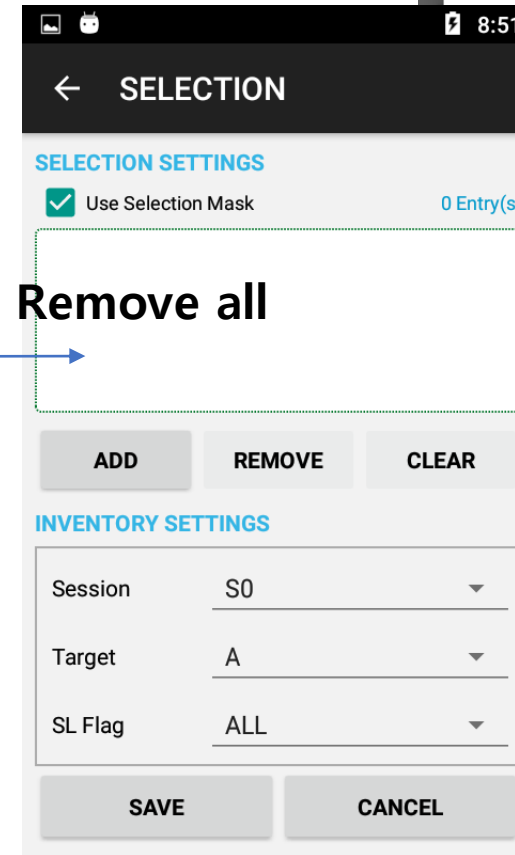 8:51
SELECTION
SELECTION SETTINGS
Use Selection Mask 0 Entry(s
Remove all
ADD REMOVE CLEAR
INVENTORY SETTINGS
Session S0
Target A
SL Flag ALL
SAVE CANCEL